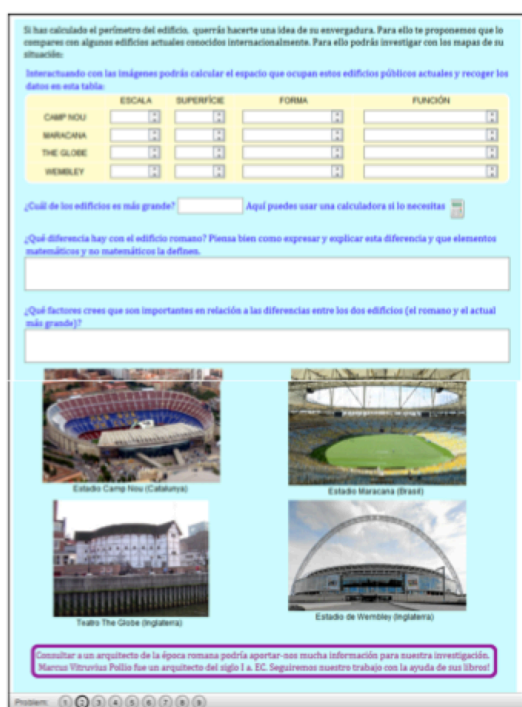 Si has calculado el perímetro del edificio, querrás hacerte una idea de su envergadura. Para ello te proponemos que lo
compares con algunos edificios actuales conocidos internacionalmente. Para ello podrás investigar con los mapas de su
situación:
Interactuando con las imágenes podrás calcular el espacio que ocupan estos edificios públicos actuales y recoger los
datos en esta tabla:
ESCALA SUPERFÍCIE FORMA FUNCIÓN
CAMP NOU
MARACANA
THE GLOBE
WEMBLEY
¿Cuál de los edificios es más grande? Aquí puedes usar una calculadora si lo necesitas
¿Qué diferencia hay con el edificio romano? Piensa bien como expresar y explicar esta diferencia y que elementos
matemáticos y no matemáticos la definen.
¿Qué factores crees que son importantes en relación a las diferencias entre los dos edificios (el romano y el actual
más grande)?
Estadio Camp Nou (Catalunya)
Estadio Maracana (Brasil)
Teatro The Globe (Inglaterra)
Estadio de Wembley (Inglaterra)
Consultar a un arquitecto de la época romana podría aportar-nos mucha información para nuestra investigación.
Marcus Vitruvius Pollio fue un arquitecto del siglo I a. EC. Seguiremos nuestro trabajo con la ayuda de sus libros!
Problem: 1 2 3 4 5 6 7 8 9